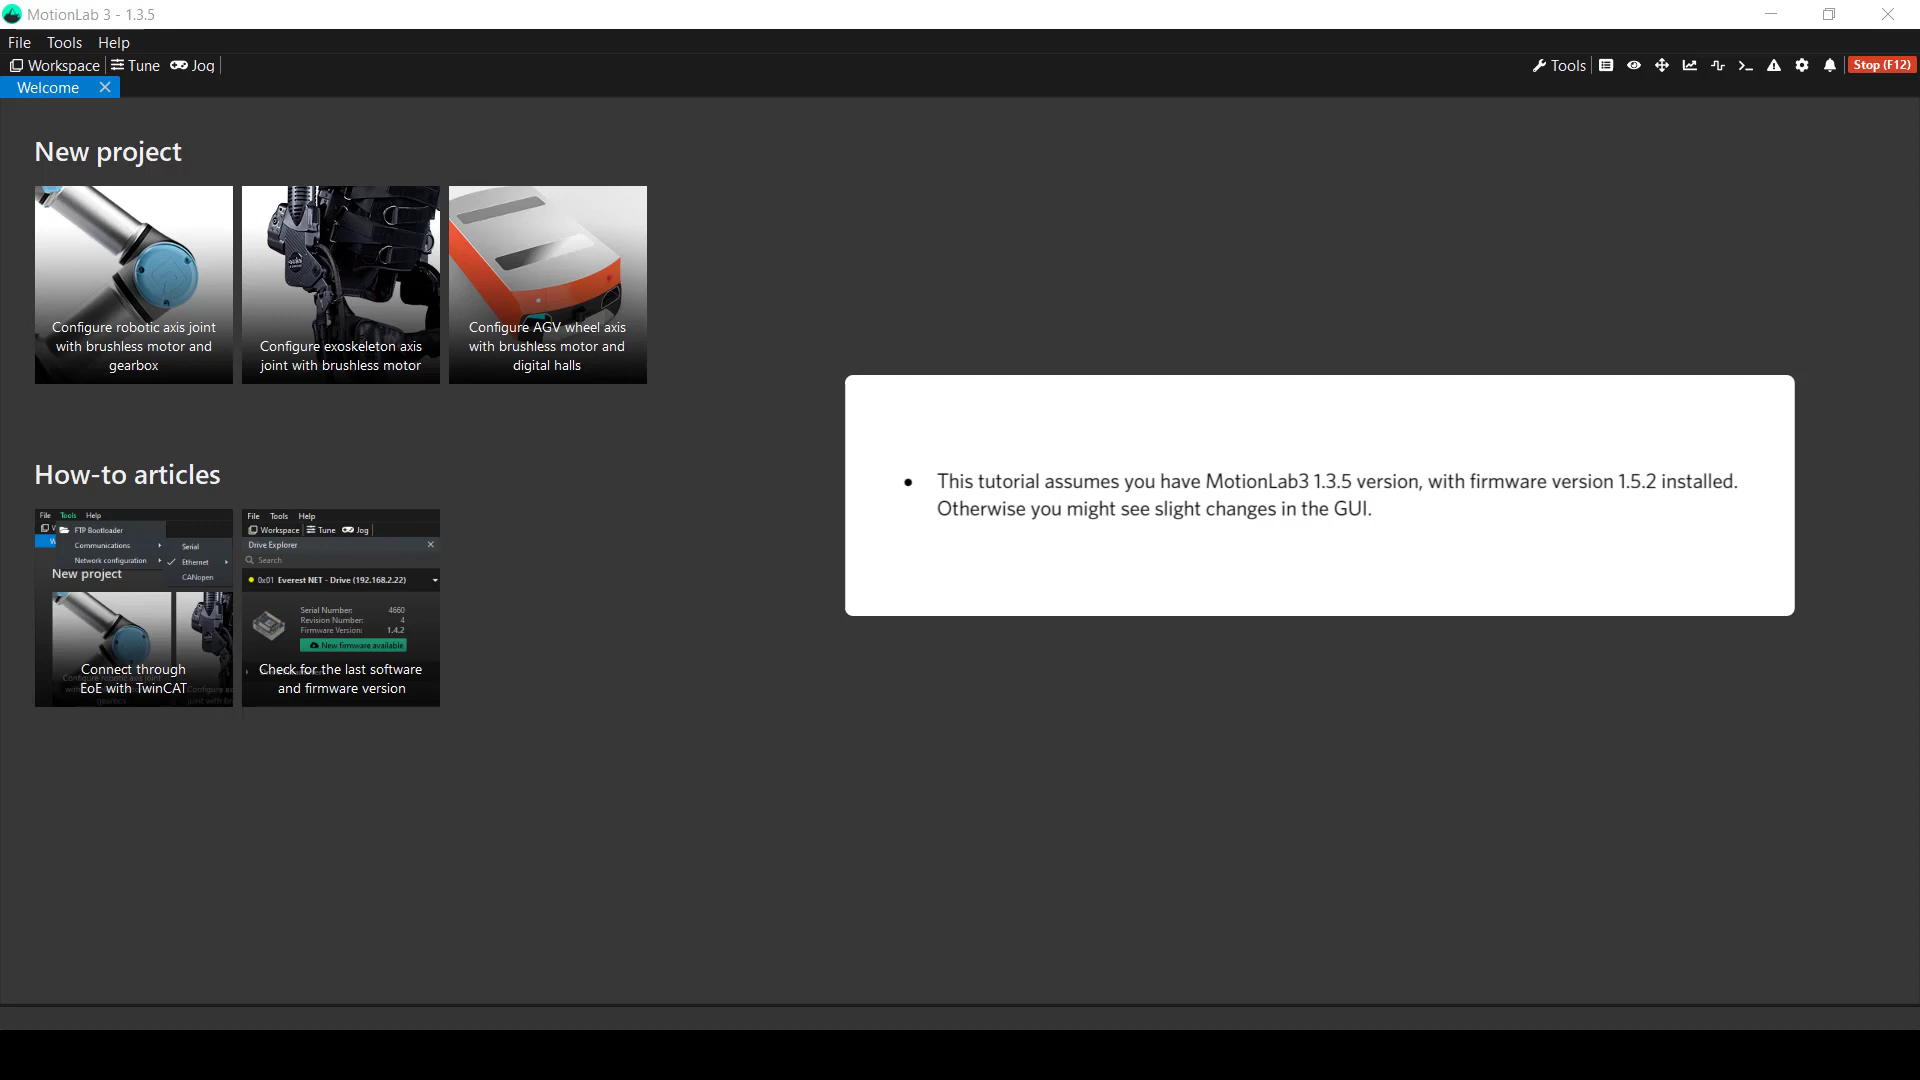 MotionLab 3 - 1.3.5
File Tools Help
Workspace Tune Jog
Tools Stop (F12)
Welcome
New project
Configure robotic axis joint
with brushless motor and
gearbox
Configure exoskeleton axis
joint with brushless motor
Configure AGV wheel axis
with brushless motor and
digital halls
This tutorial assumes you have MotionLab3 1.3.5 version, with firmware version 1.5.2 installed.
Otherwise you might see slight changes in the GUI.
How-to articles
File Tools Help
FTP Bootloader
Communications
Network configuration
Serial
Ethernet
CANopen
New project
Connect through
EoE with TwinCAT
File Tools Help
Workspace Tune Jog
Drive Explorer
Search
0x01 Everest NET - Drive (192.168.2.22)
Serial Number: 4660
Revision Number: 4
Firmware Version: 1.4.2
New firmware available
Check for the last software
and firmware version